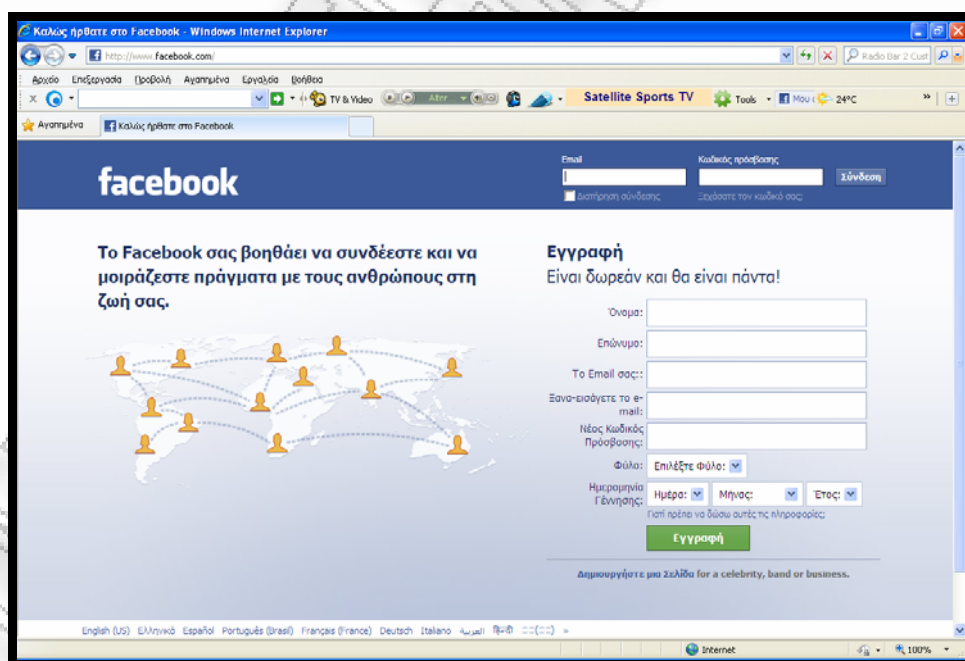 Καλώς ήρθατε στο Facebook - Windows Internet Explorer
http://www.facebook.com/
Radio Bar 2 Cust
Αρχείο Επεξεργασία Προβολή Αγαπημένα Εργαλεία Βοήθεια
TV & Video
Satellite Sports TV
Tools
24°C
Αγαπημένα
Καλώς ήρθατε στο Facebook
Email
Κωδικός πρόσβασης
facebook
Σύνδεση
Διατήρηση σύνδεσης
Ξεχάσατε τον κωδικό σας;
Το Facebook σας βοηθάει να συνδέεστε και να
μοιράζεστε πράγματα με τους ανθρώπους στη
ζωή σας.
Εγγραφή
Είναι δωρεάν και θα είναι πάντα!
Όνομα:
Επώνυμο:
Το Email σας::
Ξανα-εισάγετε το e-
mail:
Νέος Κωδικός
Πρόσβασης:
Φύλο: Επιλέξτε Φύλο:
Ημερομηνία
Γέννησης:
Ημέρα: Μήνας: Έτος:
Γιατί πρέπει να δώσω αυτές τις πληροφορίες;
Εγγραφή
Δημιουργήστε μια Σελίδα for a celebrity, band or business.
English (US) Ελληνικά Español Português (Brasil) Français (France) Deutsch Italiano العربية हिन्दी »
Internet
100%